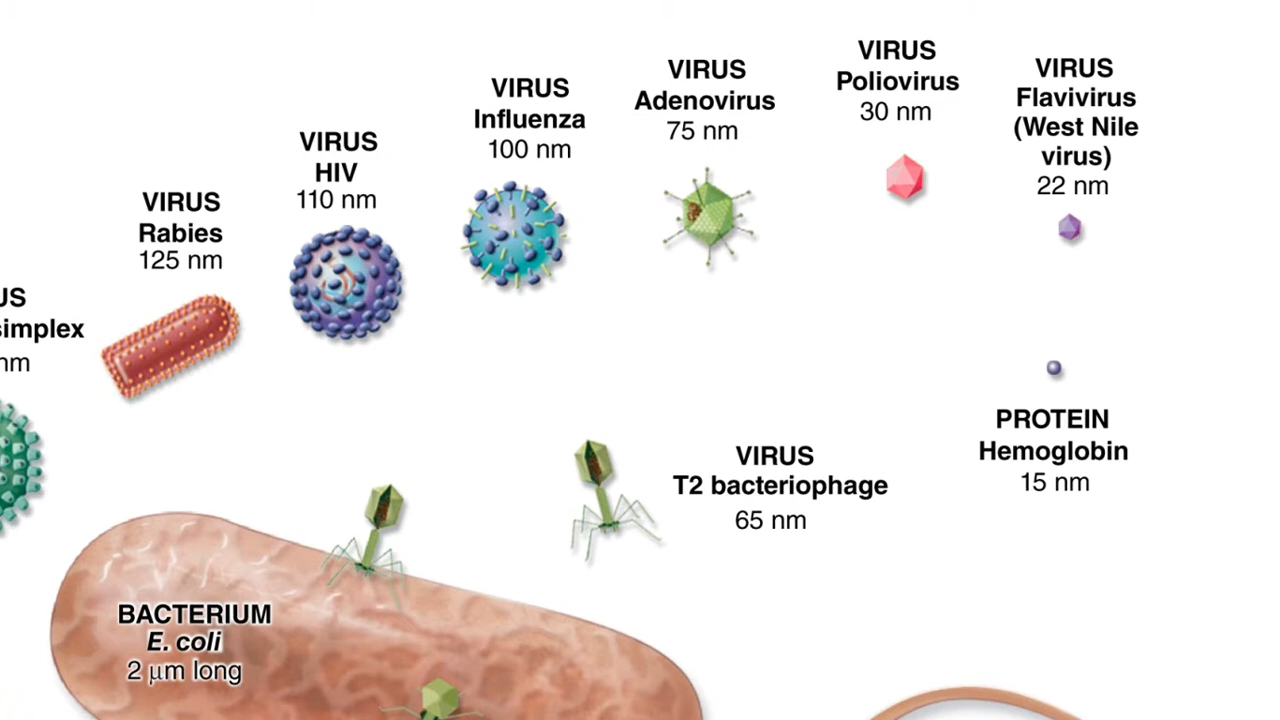 VIRUS
Rabies
125 nm
VIRUS
HIV
110 nm
VIRUS
Influenza
100 nm
VIRUS
Adenovirus
75 nm
VIRUS
Poliovirus
30 nm
VIRUS
Flavivirus
(West Nile
virus)
22 nm
US
simplex
nm
PROTEIN
Hemoglobin
15 nm
VIRUS
T2 bacteriophage
65 nm
BACTERIUM
E. coli
2 μm long